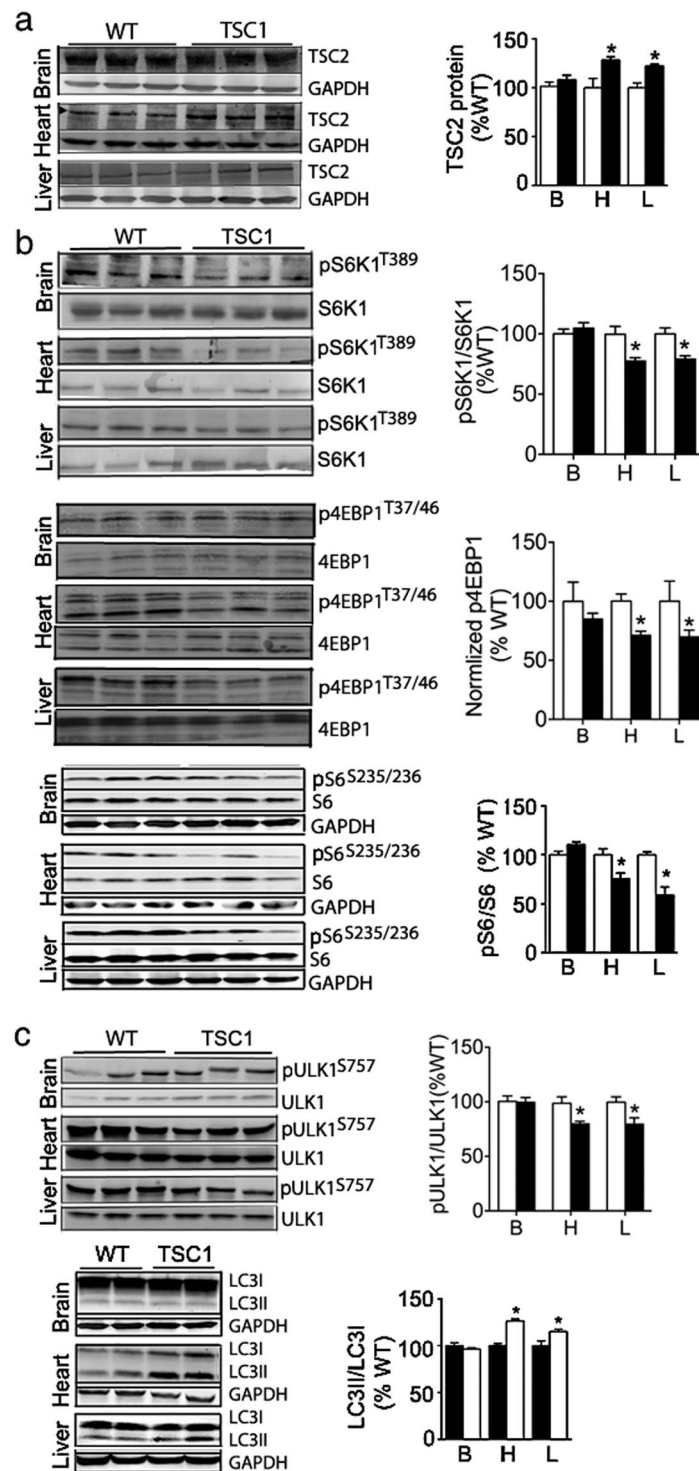 a
WT TSC1
Brain
TSC2
GAPDH
Heart
TSC2
GAPDH
Liver
TSC2
GAPDH
TSC2 protein
(%WT)
150
100
50
0
* *
B H L
b
WT TSC1
Brain
pS6K1T389
S6K1
Heart
pS6K1T389
S6K1
Liver
pS6K1T389
S6K1
pS6K1/S6K1
(%WT)
150
100
50
0
* *
B H L
Brain
p4EBP1T37/46
4EBP1
Heart
p4EBP1T37/46
4EBP1
Liver
p4EBP1T37/46
4EBP1
Normlized p4EBP1
(% WT)
150
100
50
0
* *
B H L
Brain
pS6S235/236
S6
GAPDH
Heart
pS6S235/236
S6
GAPDH
Liver
pS6S235/236
S6
GAPDH
pS6/S6 (% WT)
150
100
50
0
* *
B H L
c
WT TSC1
Brain
pULK1S757
ULK1
Heart
pULK1S757
ULK1
Liver
pULK1S757
ULK1
pULK1/ULK1(%WT)
150
100
50
0
* *
B H L
WT TSC1
Brain
LC3I
LC3II
GAPDH
Heart
LC3I
LC3II
GAPDH
Liver
LC3I
LC3II
GAPDH
LC3II/LC3I
(% WT)
150
100
50
0
* *
B H L